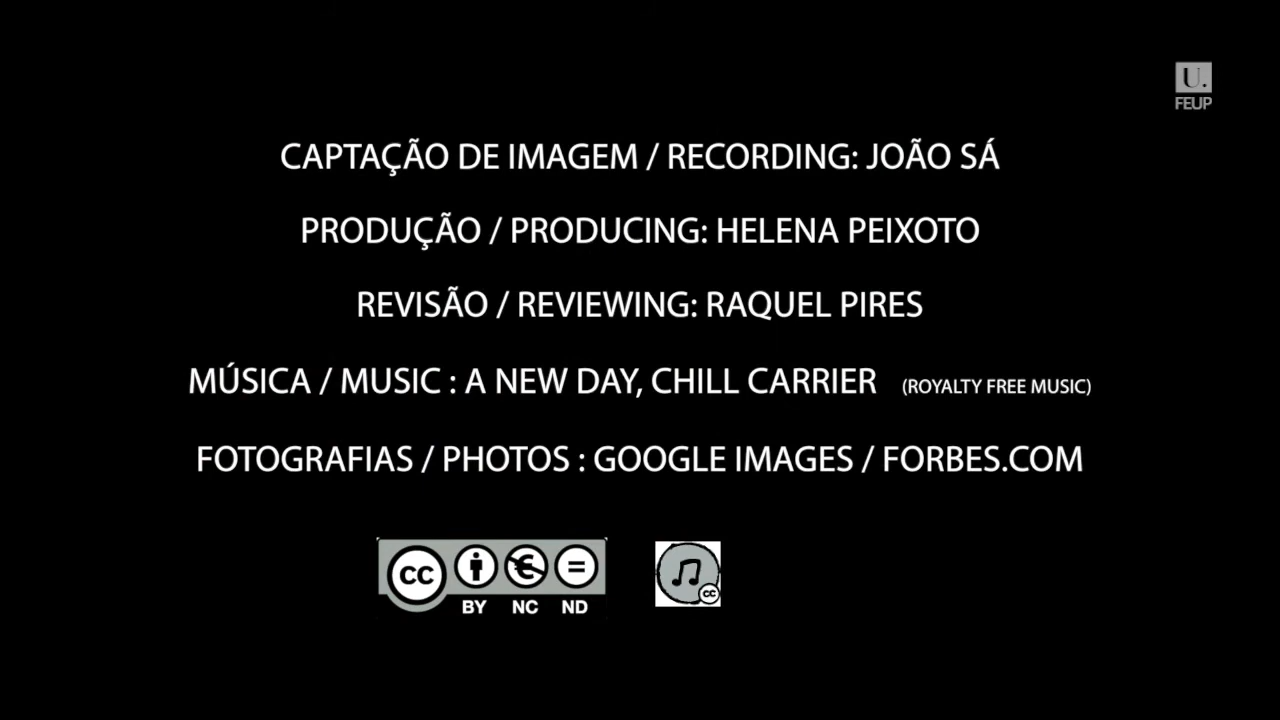 U.
FEUP
CAPTAÇÃO DE IMAGEM / RECORDING: JOÃO SÁ
PRODUÇÃO / PRODUCING: HELENA PEIXOTO
REVISÃO / REVIEWING: RAQUEL PIRES
MÚSICA / MUSIC : A NEW DAY, CHILL CARRIER (ROYALTY FREE MUSIC)
FOTOGRAFIAS / PHOTOS : GOOGLE IMAGES / FORBES.COM
cc
BY NC ND
cc